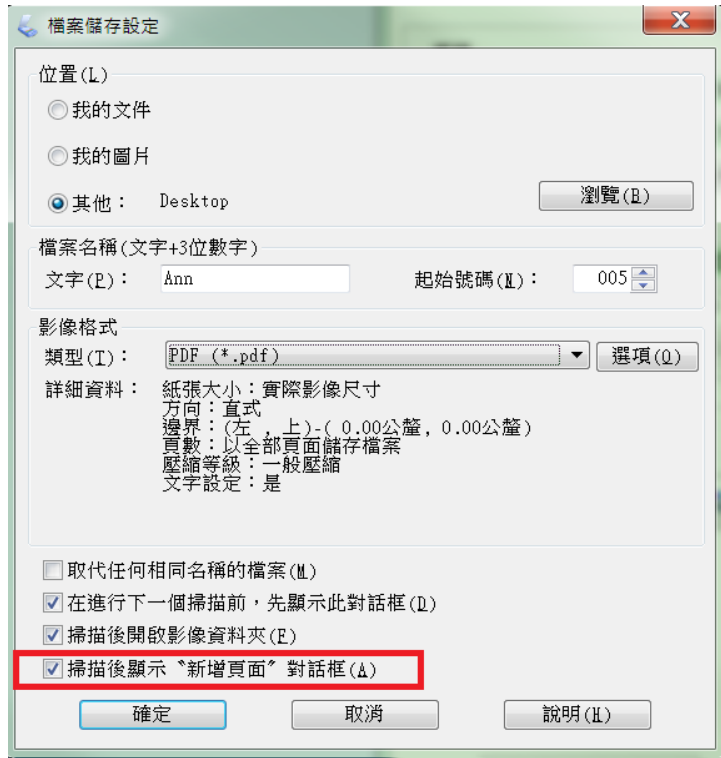 檔案儲存設定
位置(L)
我的文件
我的圖片
其他： Desktop 瀏覽(B)
檔案名稱(文字+3位數字)
文字(P)： Ann 起始號碼(N)： 005
影像格式
類型(T)： PDF (*.pdf) 選項(O)
詳細資料： 紙張大小：實際影像尺寸
方向：直式
邊界：(左 , 上)-( 0.00公釐, 0.00公釐)
頁數：以全部頁面儲存檔案
壓縮等級：一般壓縮
文字設定：是
取代任何相同名稱的檔案(M)
在進行下一個掃描前，先顯示此對話框(D)
掃描後開啟影像資料夾(E)
掃描後顯示〝新增頁面〞對話框(A)
確定 取消 說明(H)